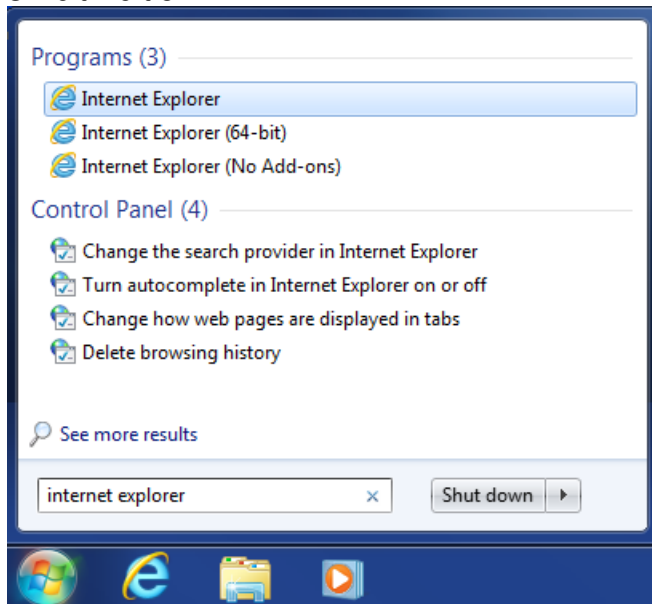 Programs (3)
Internet Explorer
Internet Explorer (64-bit)
Internet Explorer (No Add-ons)
Control Panel (4)
Change the search provider in Internet Explorer
Turn autocomplete in Internet Explorer on or off
Change how web pages are displayed in tabs
Delete browsing history
See more results
internet explorer
Shut down